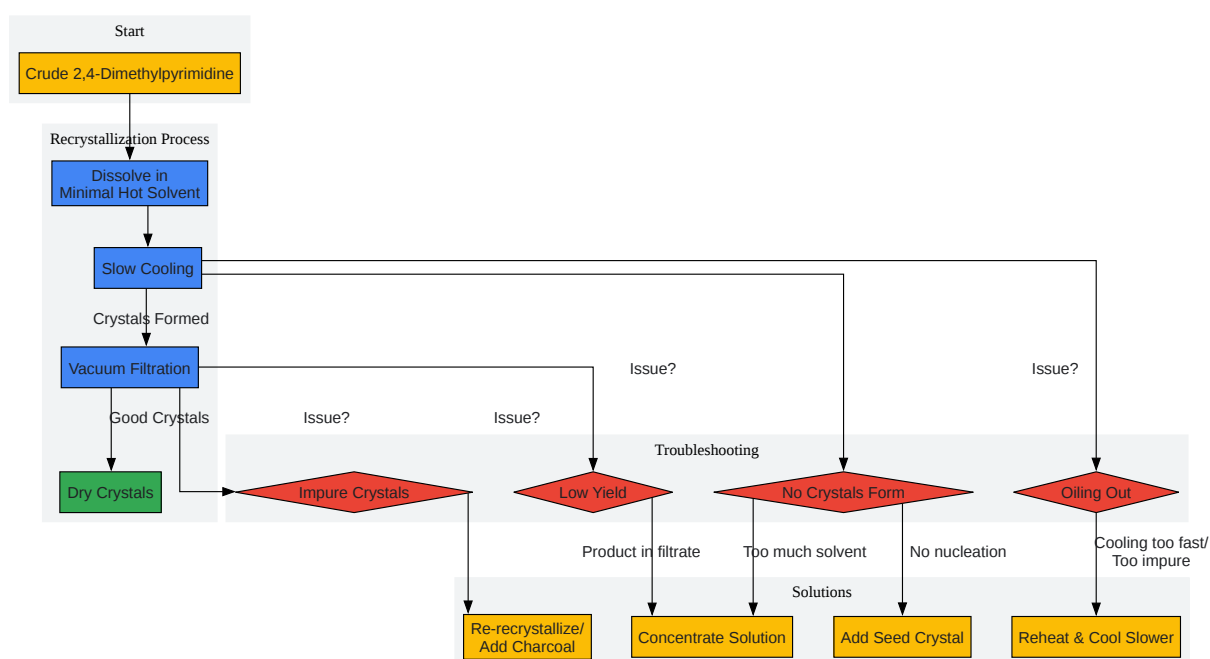 Start
Crude 2,4-Dimethylpyrimidine
Recrystallization Process
Dissolve in
Minimal Hot Solvent
Slow Cooling
Crystals Formed
Vacuum Filtration
Issue?
Issue?
Good Crystals
Issue?
Issue?
Troubleshooting
Dry Crystals
Impure Crystals
Low Yield
No Crystals Form
Oiling Out
Product in filtrate
Too much solvent
No nucleation
Cooling too fast/
Too impure
Solutions
Re-recrystallize/
Add Charcoal
Concentrate Solution
Add Seed Crystal
Reheat & Cool Slower